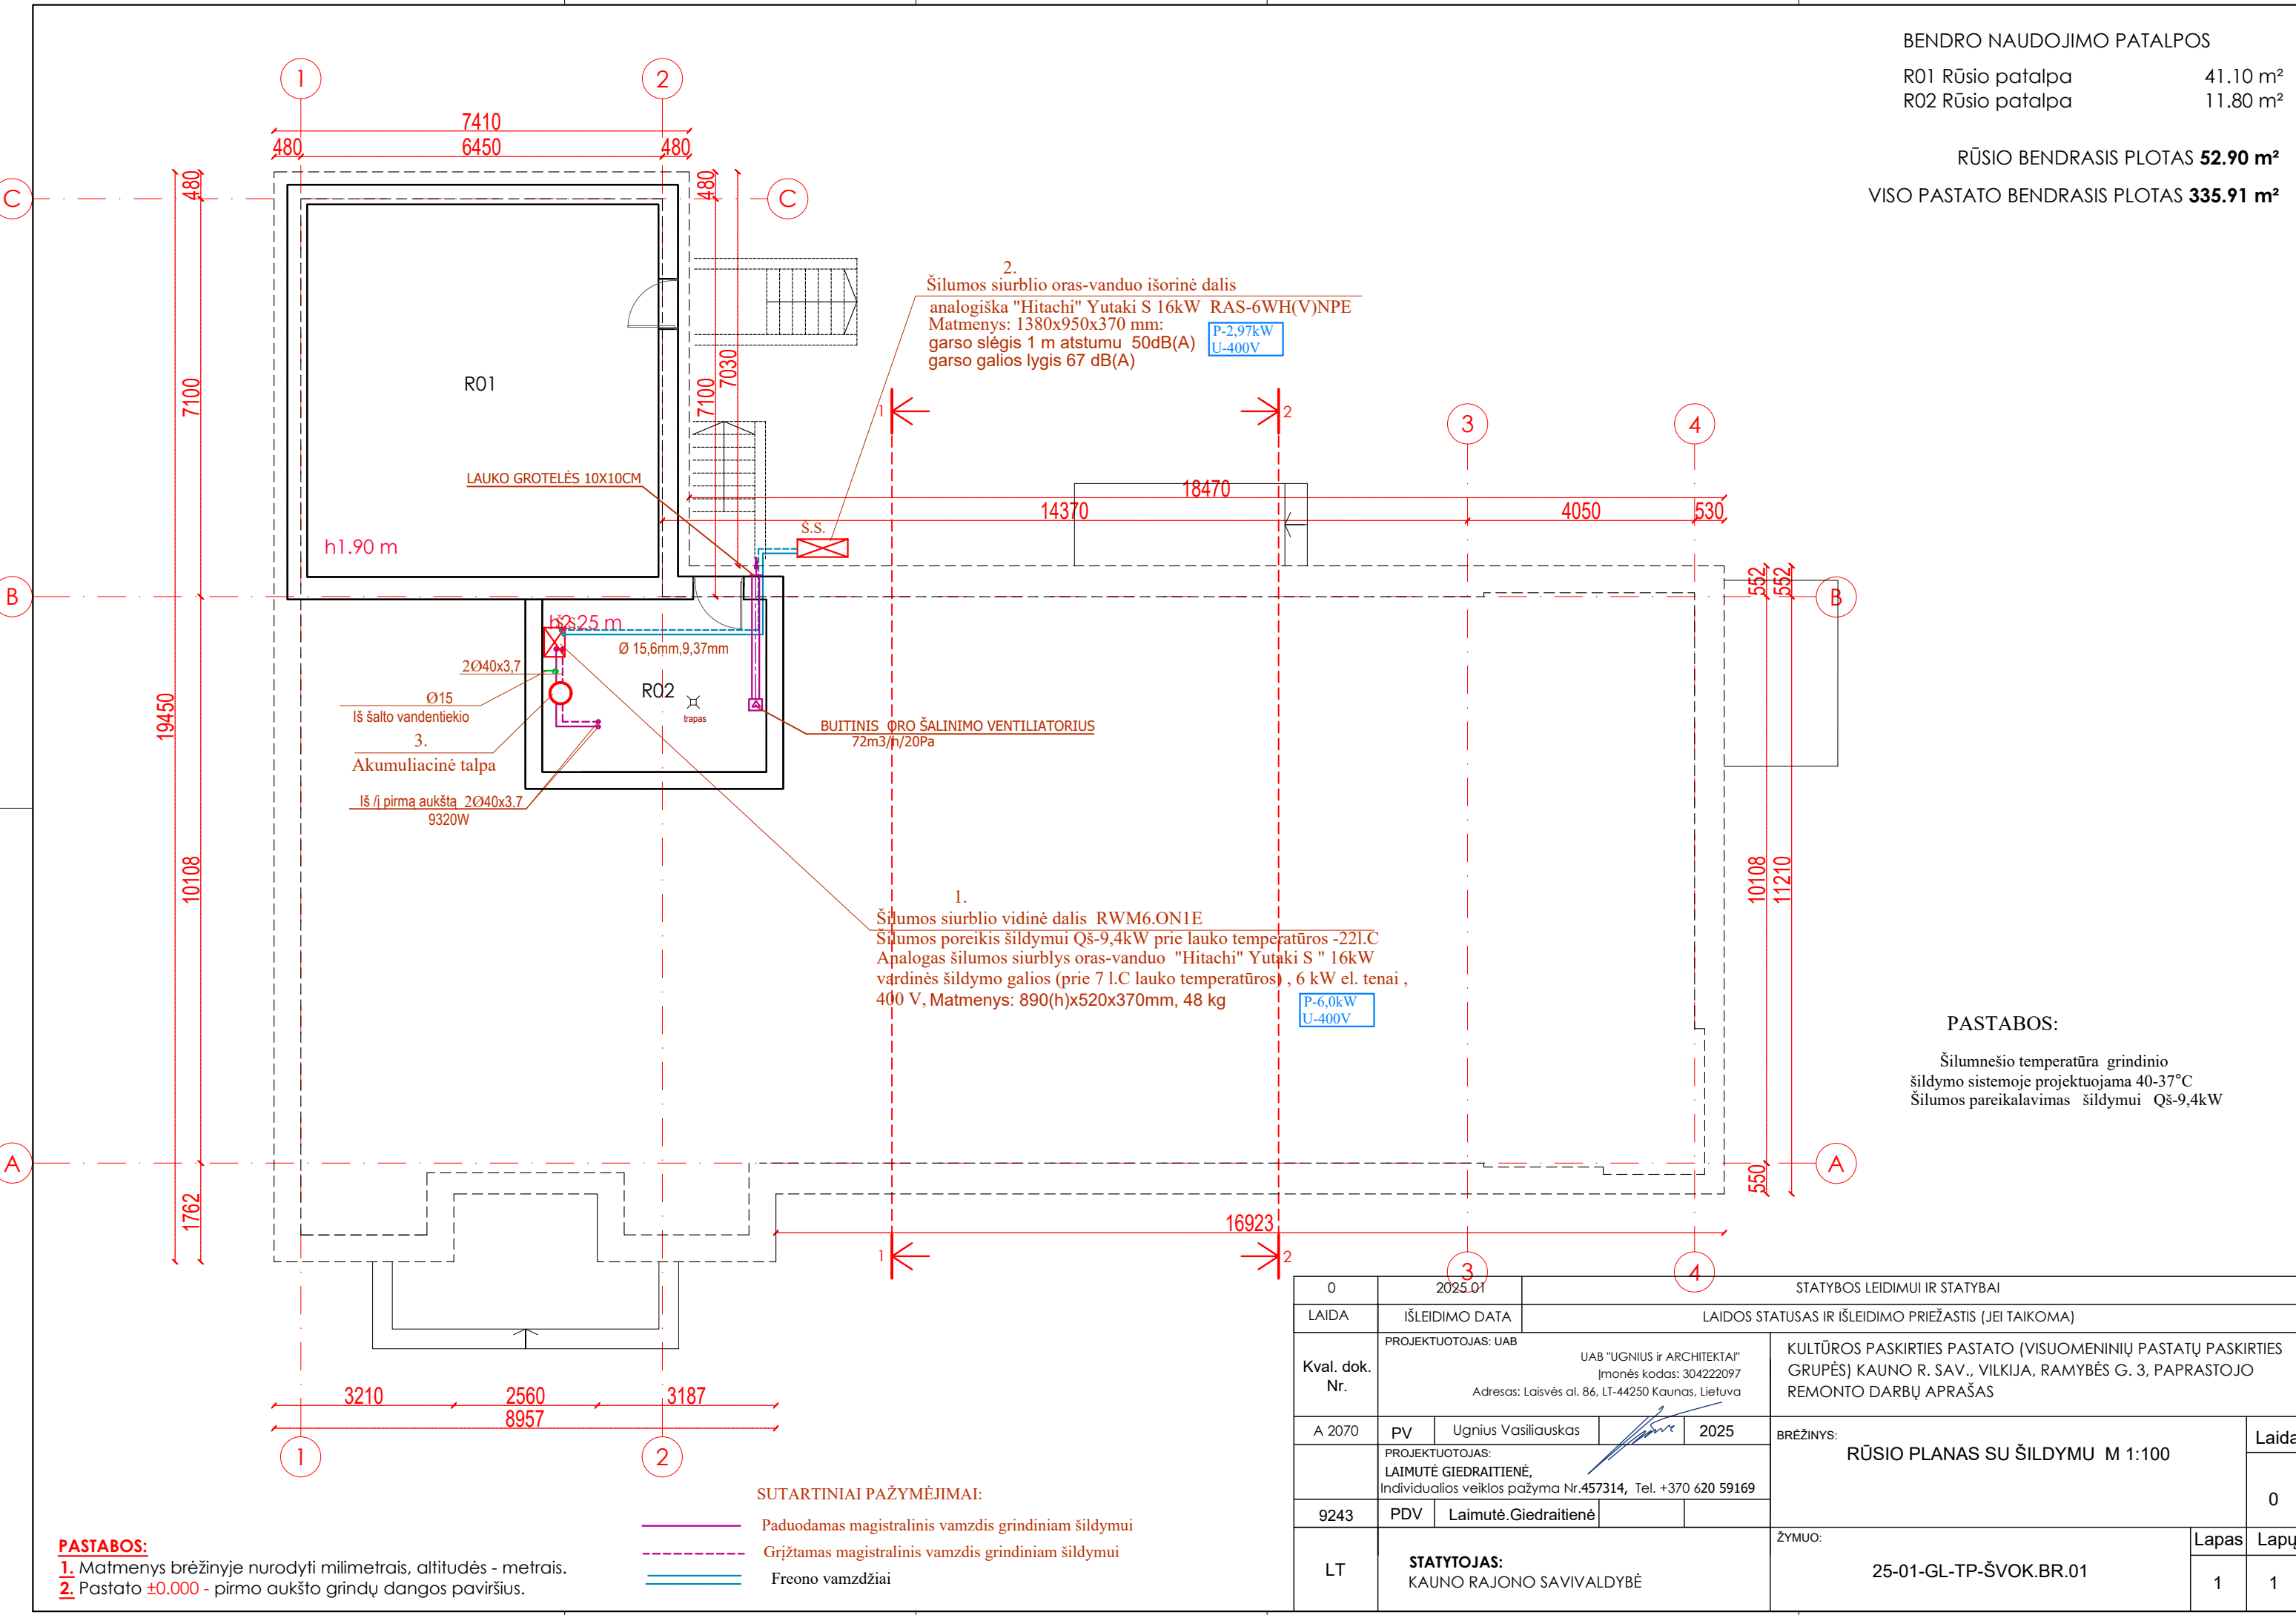 BENDRO NAUDOJIMO PATALPOS
R01 Rūsio patalpa 41.10 m²
R02 Rūsio patalpa 11.80 m²
RŪSIO BENDRASIS PLOTAS 52.90 m²
VISO PASTATO BENDRASIS PLOTAS 335.91 m²
1
2
7410
480
6450
480
C
480
480
C
2.
Šilumos siurblio oras-vanduo išorinė dalis
analogiška "Hitachi" Yutaki S 16kW RAS-6WH(V)NPE
Matmenys: 1380x950x370 mm:
garso slėgis 1 m atstumu 50dB(A)
garso galios lygis 67 dB(A)
P-2,97kW
U-400V
7100
R01
7100
7030
1
2
3
4
LAUKO GROTELĖS 10X10CM
18470
14370
4050
530
Š.S.
h1.90 m
B
552
552
B
h2.25 m
Ø 15,6mm,9,37mm
2Ø40x3,7
R02
trapas
Ø15
Iš šalto vandentiekio
19450
BUITINIS ORO ŠALINIMO VENTILIATORIUS
72m3/h/20Pa
3.
Akumuliacinė talpa
Iš /į pirmą aukštą 2Ø40x3,7
9320W
10108
10108
11210
1.
Šilumos siurblio vidinė dalis RWM6.ON1E
Šilumos poreikis šildymui Qš-9,4kW prie lauko temperatūros -22l.C
Analogas šilumos siurblys oras-vanduo "Hitachi" Yutaki S " 16kW
vardinės šildymo galios (prie 7 l.C lauko temperatūros) , 6 kW el. tenai ,
400 V, Matmenys: 890(h)x520x370mm, 48 kg
P-6,0kW
U-400V
PASTABOS:
Šilumnešio temperatūra grindinio
šildymo sistemoje projektuojama 40-37°C
Šilumos pareikalavimas šildymui Qš-9,4kW
A
550
A
1762
16923
1
2
3
4
3210
2560
3187
8957
1
2
SUTARTINIAI PAŽYMĖJIMAI:
Paduodamas magistralinis vamzdis grindiniam šildymui
Grįžtamas magistralinis vamzdis grindiniam šildymui
Freono vamzdžiai
PASTABOS:
1. Matmenys brėžinyje nurodyti milimetrais, altitudės - metrais.
2. Pastato ±0.000 - pirmo aukšto grindų dangos paviršius.
0 2025 01 STATYBOS LEIDIMUI IR STATYBAI
LAIDA IŠLEIDIMO DATA LAIDOS STATUSAS IR IŠLEIDIMO PRIEŽASTIS (JEI TAIKOMA)
Kval. dok.
Nr.
PROJEKTUOTOJAS: UAB
UAB "UGNIUS ir ARCHITEKTAI"
Įmonės kodas: 304222097
Adresas: Laisvės al. 86, LT-44250 Kaunas, Lietuva
KULTŪROS PASKIRTIES PASTATO (VISUOMENINIŲ PASTATŲ PASKIRTIES
GRUPĖS) KAUNO R. SAV., VILKIJA, RAMYBĖS G. 3, PAPRASTOJO
REMONTO DARBŲ APRAŠAS
A 2070 PV Ugnius Vasiliauskas 2025
PROJEKTUOTOJAS:
LAIMUTĖ GIEDRAITIENĖ,
Individualios veiklos pažyma Nr.457314, Tel. +370 620 59169
9243 PDV Laimutė.Giedraitienė
BRĖŽINYS:
RŪSIO PLANAS SU ŠILDYMU M 1:100
Laida
0
LT
STATYTOJAS:
KAUNO RAJONO SAVIVALDYBĖ
ŽYMUO:
25-01-GL-TP-ŠVOK.BR.01
Lapas Lapų
1 1